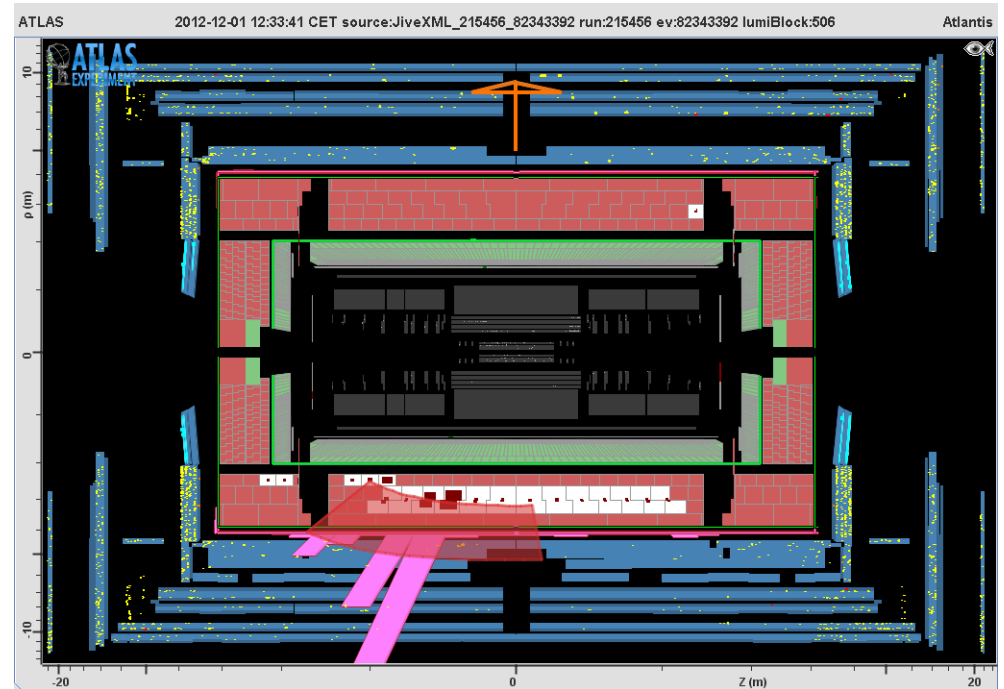 ATLAS 2012-12-01 12:33:41 CET source:JiveXML_215456_82343392 run:215456 ev:82343392 lumiBlock:506 Atlantis
ATLAS
EXPERIMENT
10
ρ (m)
0
-10
-20 0 Z (m) 20